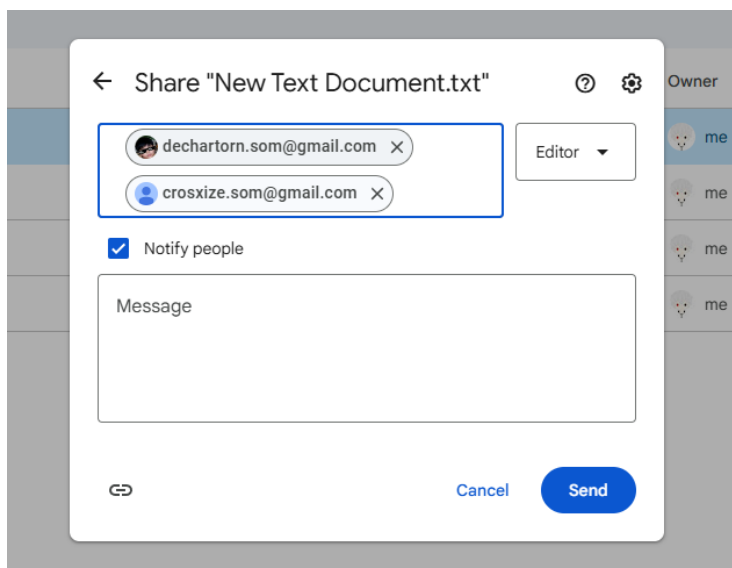 Share "New Text Document.txt"
Owner
dechartorn.som@gmail.com
Editor
me
crosxize.som@gmail.com
me
Notify people
me
Message
me
Cancel
Send